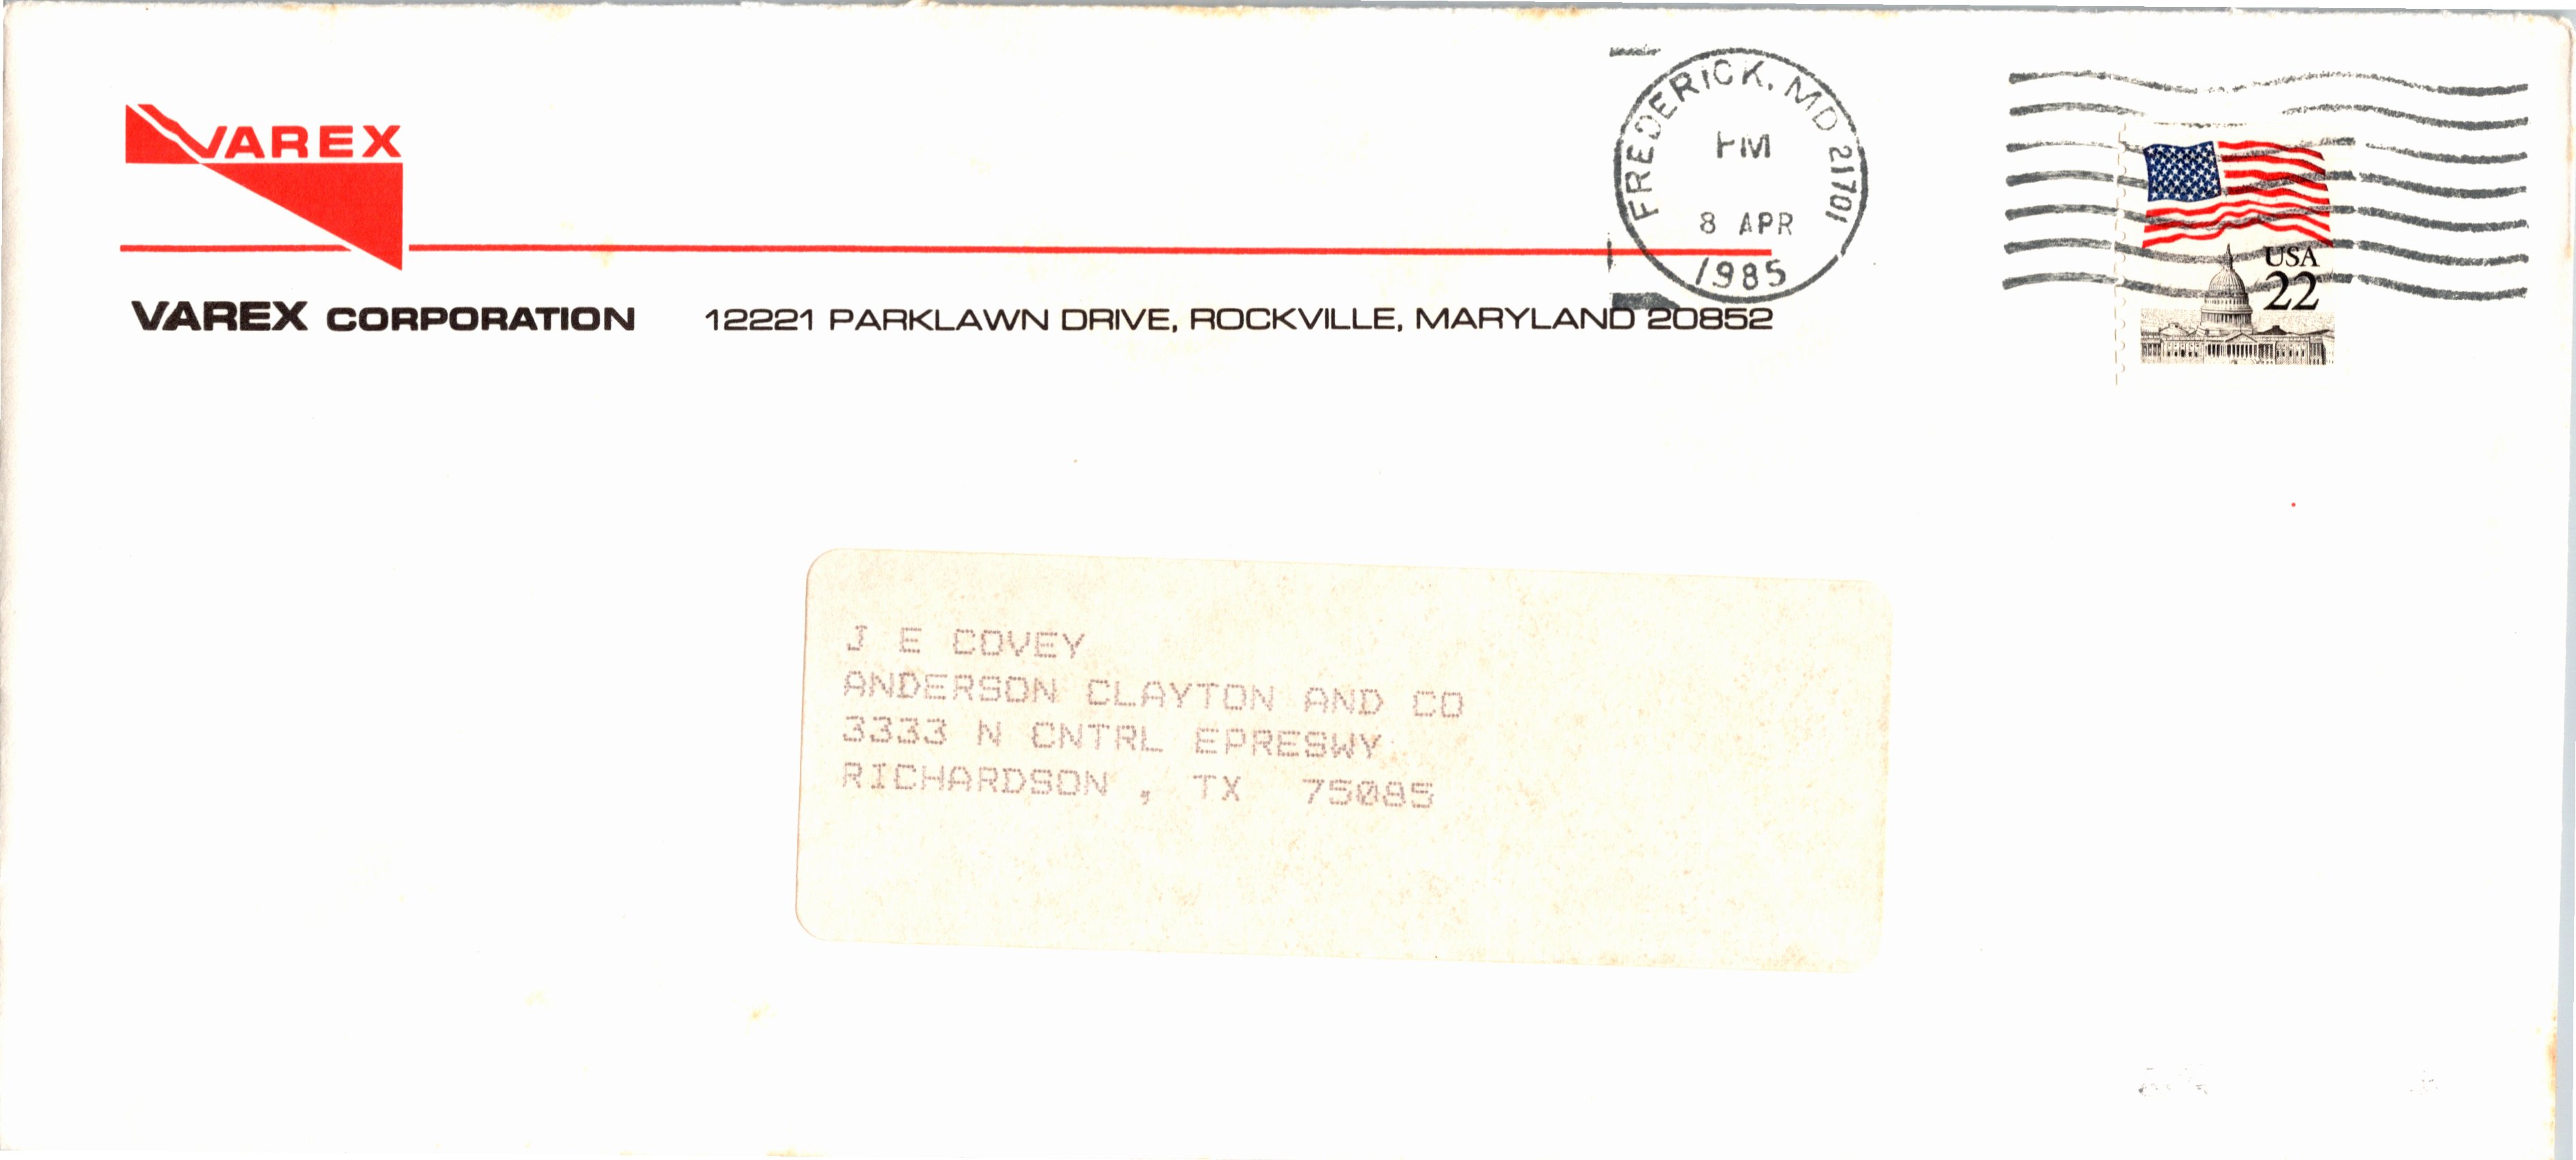 VAREX
VAREX CORPORATION 12221 PARKLAWN DRIVE, ROCKVILLE, MARYLAND 20852
FREDERICK, MD 21701
PM
8 APR
1985
USA
22
J E COVEY
ANDERSON CLAYTON AND CO
3333 N CNTRL EPRESWY
RICHARDSON , TX 75085